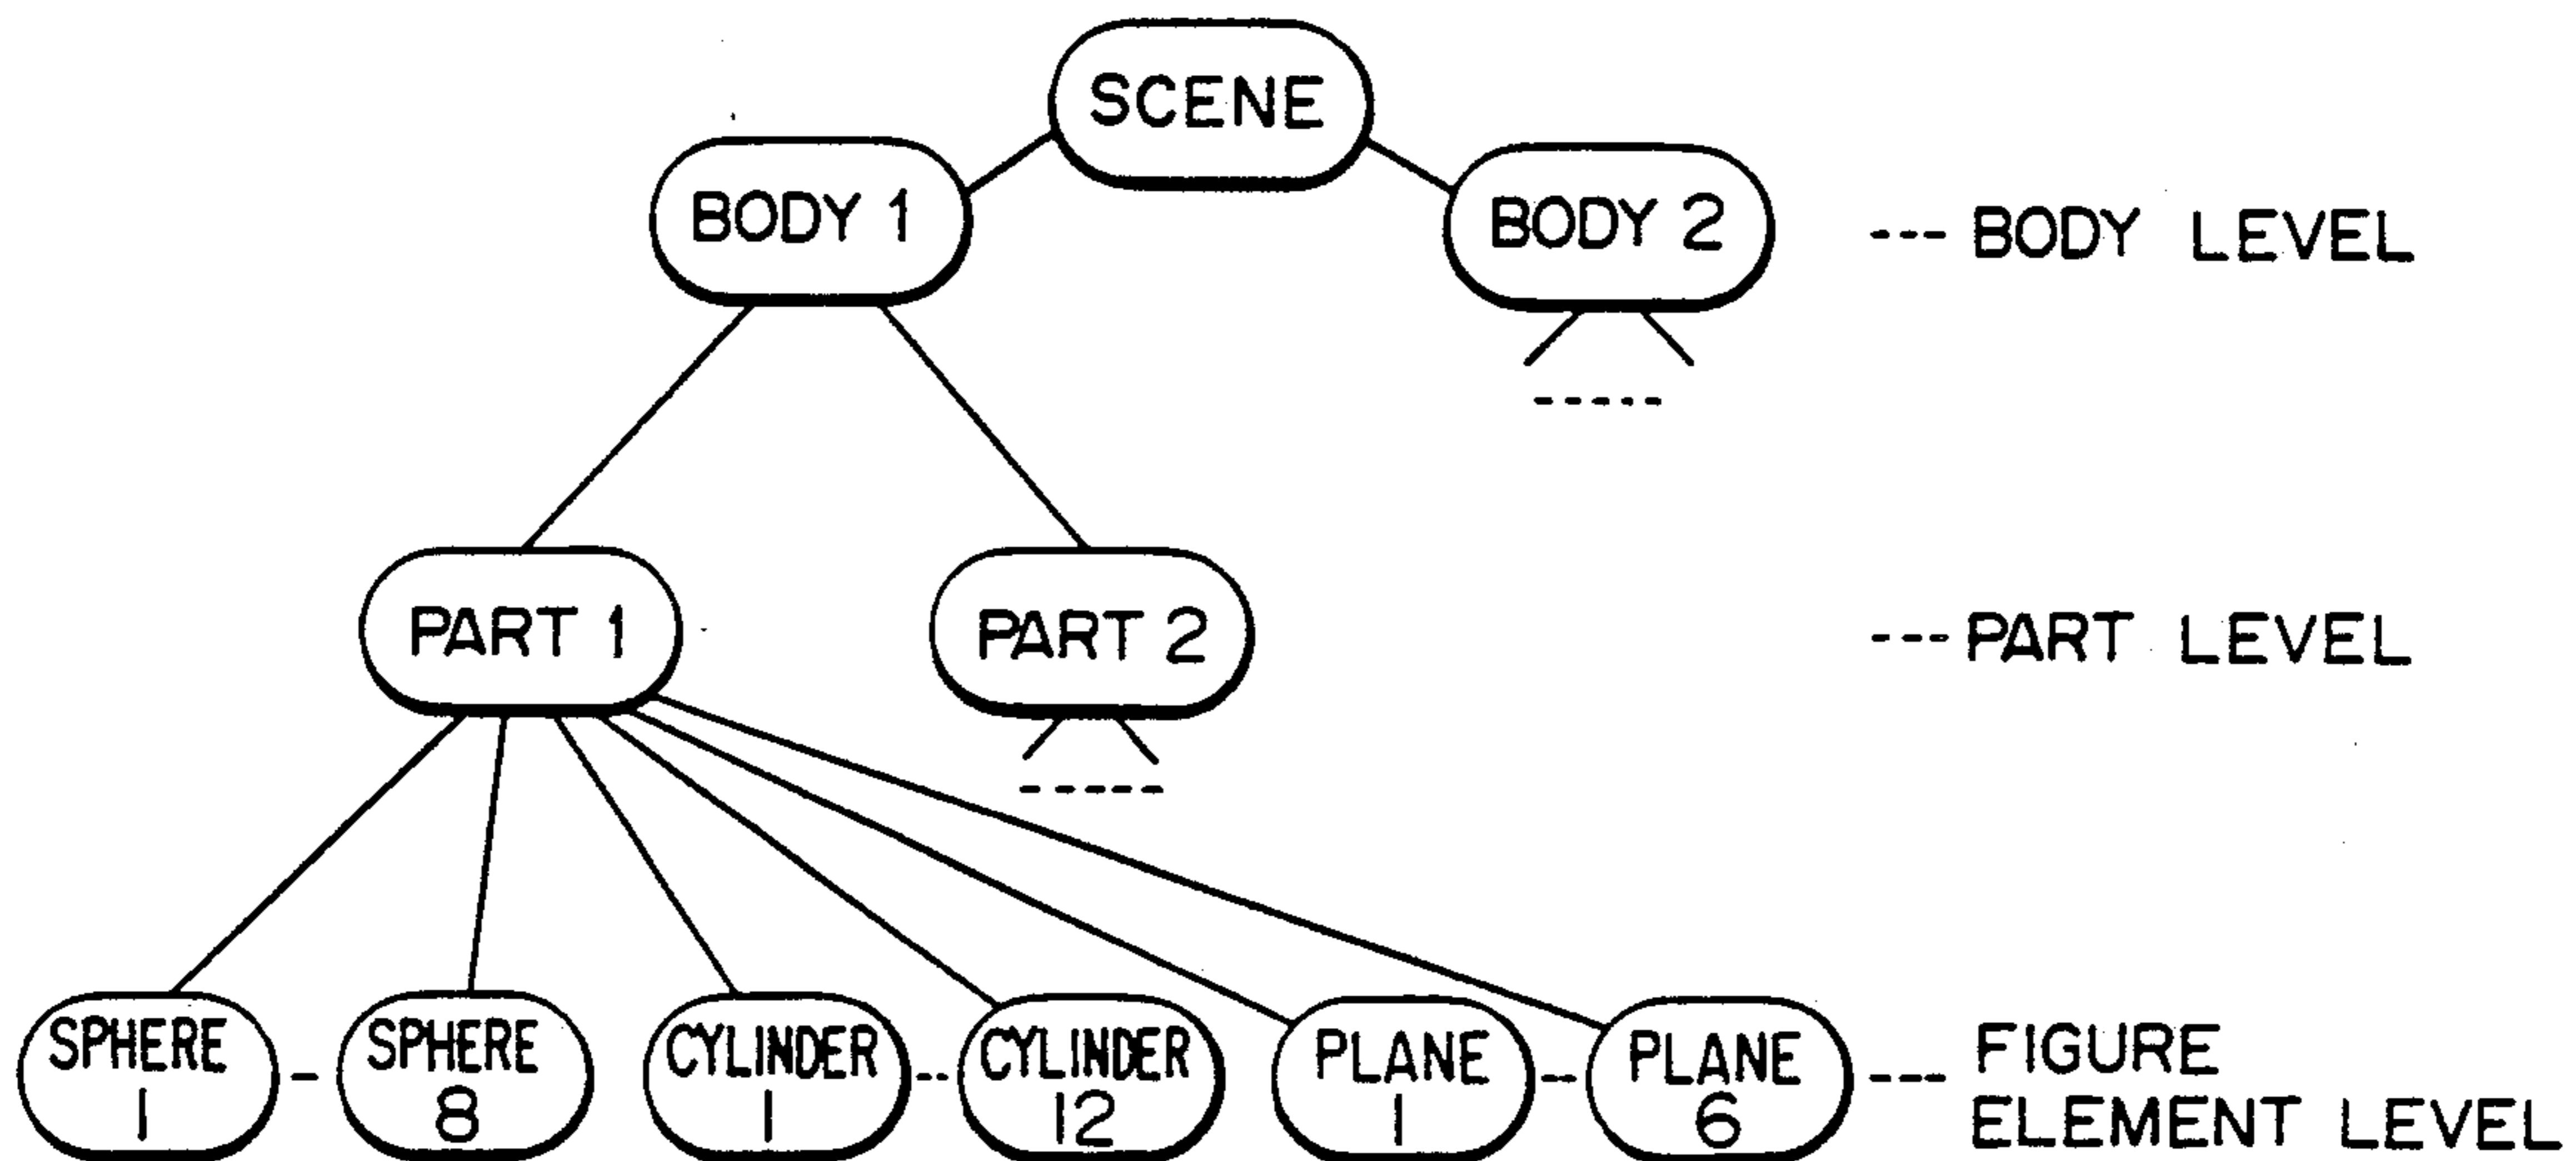 SCENE
BODY 1
BODY 2
--- BODY LEVEL
PART 1
PART 2
--- PART LEVEL
SPHERE
1
SPHERE
8
CYLINDER
1
CYLINDER
12
PLANE
1
PLANE
6
--- FIGURE
ELEMENT LEVEL